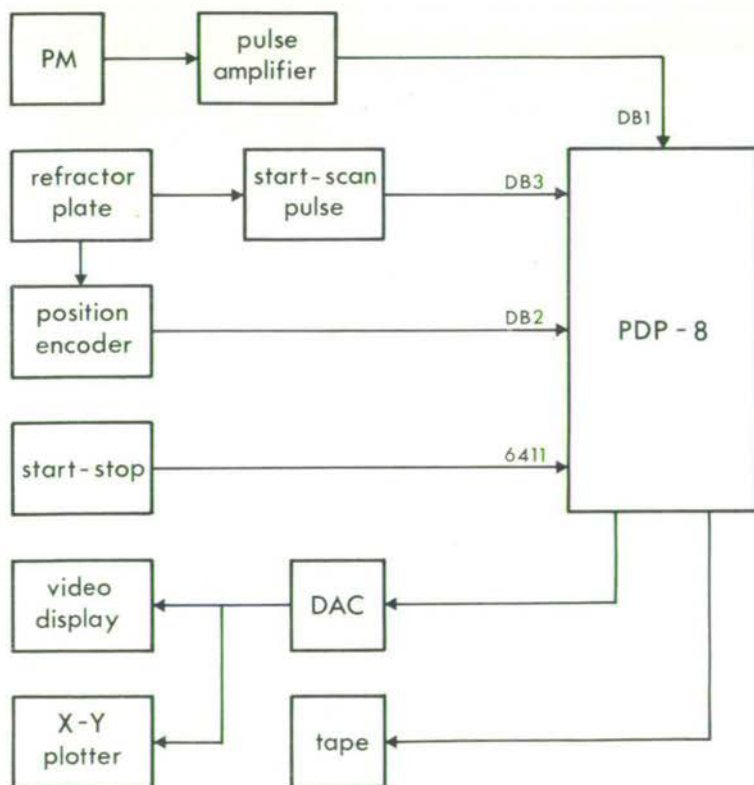 PM
pulse
amplifier
DB1
refractor
plate
start-scan
pulse
DB3
position
encoder
DB2
PDP-8
start-stop
6411
video
display
DAC
X-Y
plotter
tape